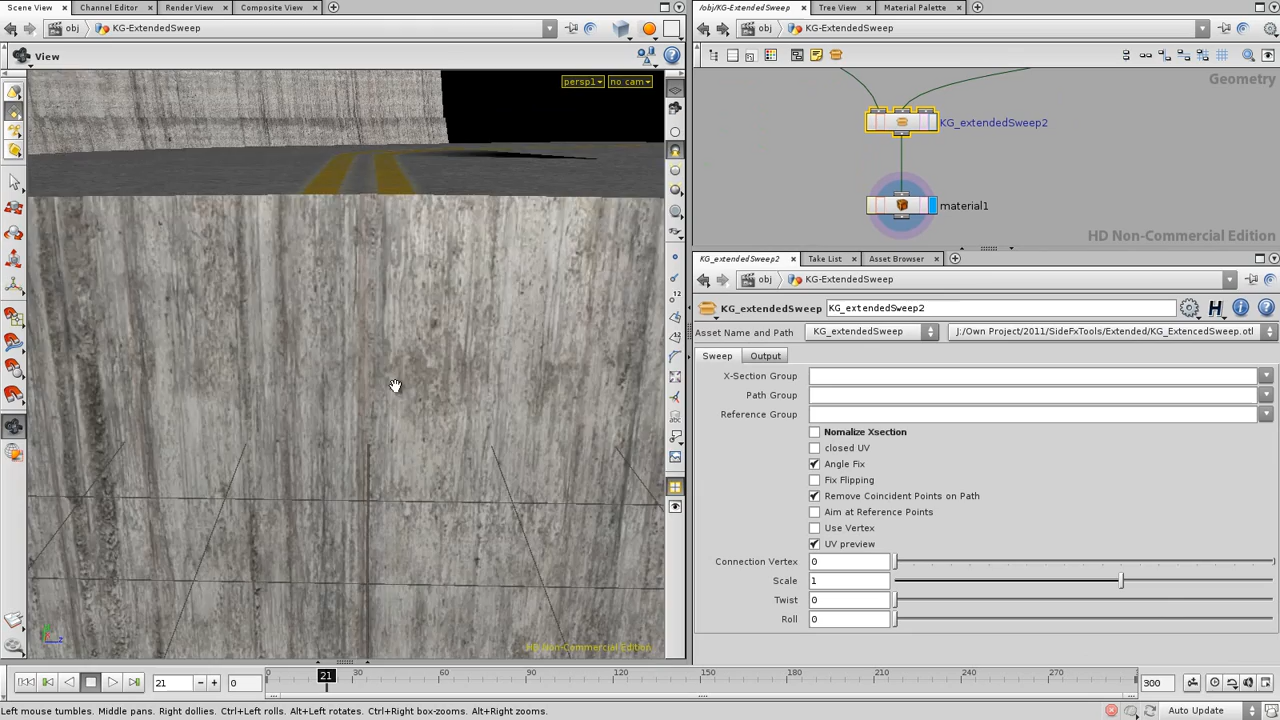 Scene View
Channel Editor
Render View
Composite View
/obj/KG-ExtendedSweep
Tree View
Material Palette
obj
KG-ExtendedSweep
obj
KG-ExtendedSweep
View
persp1
no cam
Geometry
KG_extendedSweep2
material1
HD Non-Commercial Edition
KG_extendedSweep2
Take List
Asset Browser
obj
KG-ExtendedSweep
KG_extendedSweep
KG_extendedSweep2
Asset Name and Path
KG_extendedSweep
J:/Own Project/2011/SideFxTools/Extended/KG_ExtencedSweep.otl
Sweep
Output
X-Section Group
Path Group
Reference Group
Nomalize Xsection
closed UV
Angle Fix
Fix Flipping
Remove Coincident Points on Path
Aim at Reference Points
Use Vertex
UV preview
Connection Vertex 0
Scale 1
Twist 0
Roll 0
HD Non-Commercial Edition
21
0
0
21
30
60
90
120
150
180
210
240
270
300
Left mouse tumbles. Middle pans. Right dollies. Ctrl+Left rolls. Alt+Left rotates. Ctrl+Right box-zooms. Alt+Right zooms.
Auto Update